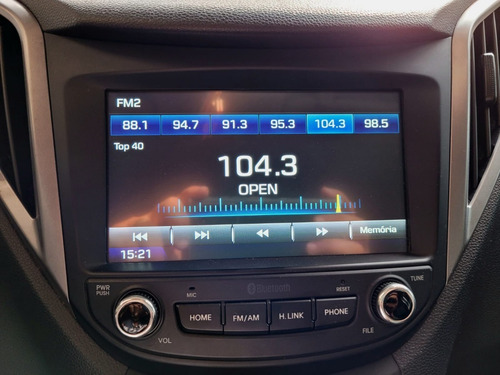 FM2
88.1 94.7 91.3 95.3 104.3 98.5
Top 40
104.3
OPEN
Memória
15:21
PWR
PUSH
MIC
Bluetooth
RESET
TUNE
HOME
FM/AM
H.LINK
PHONE
VOL
FILE